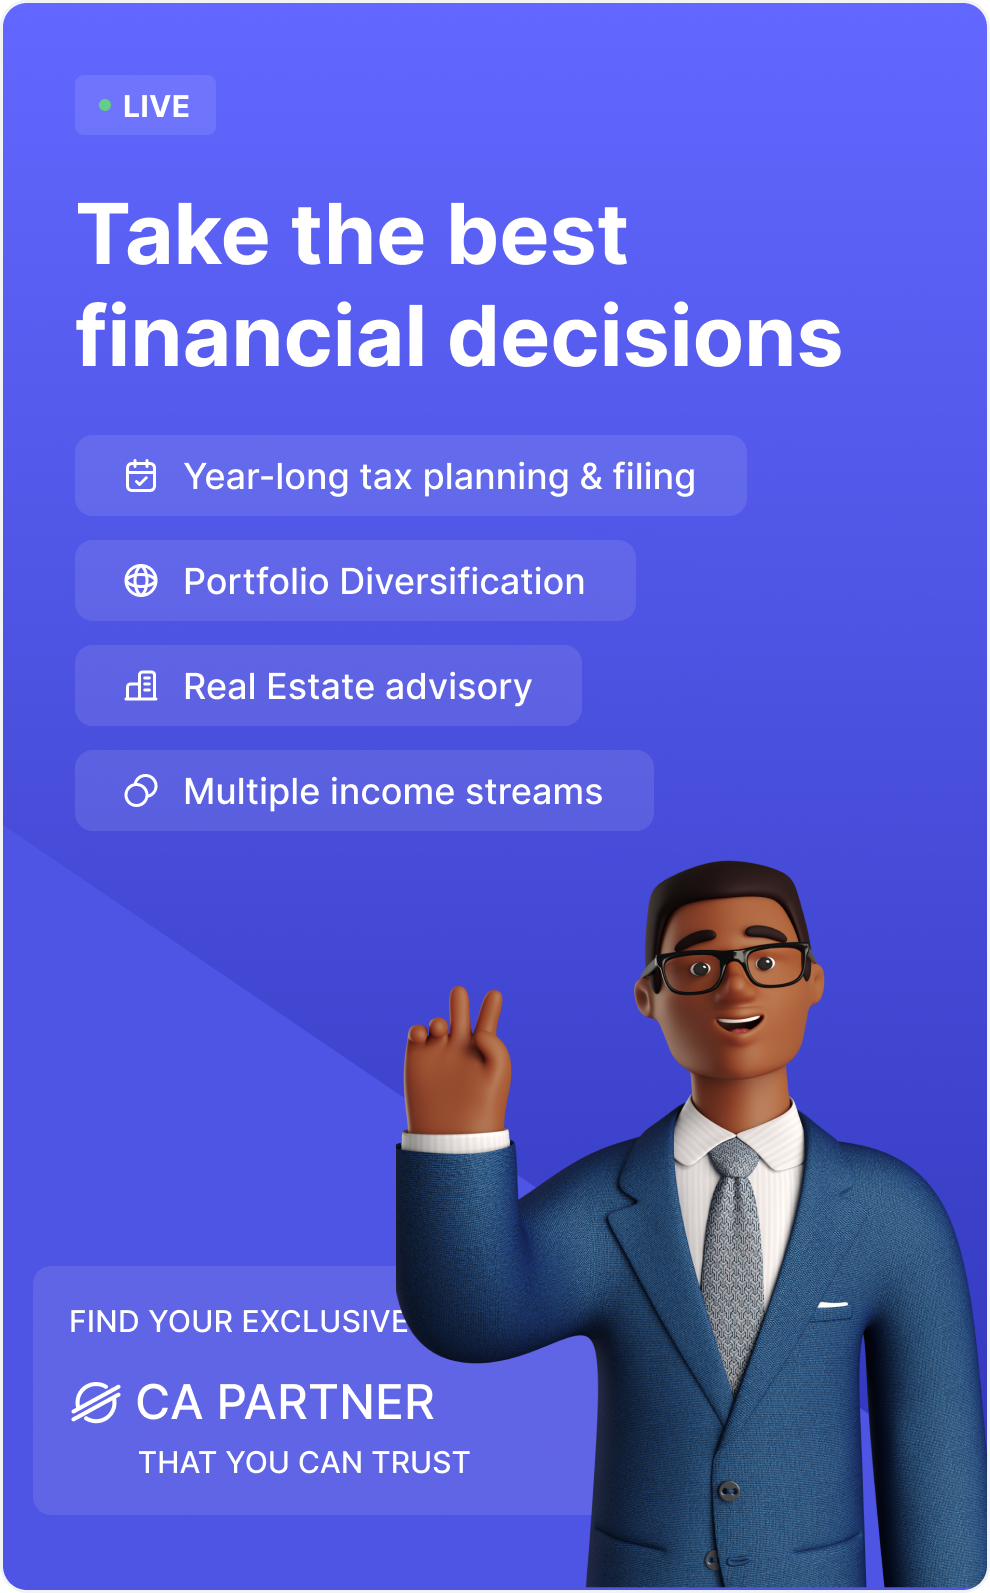 LIVE
Take the best
financial decisions
Year-long tax planning & filing
Portfolio Diversification
Real Estate advisory
Multiple income streams
FIND YOUR EXCLUSIVE
CA PARTNER
THAT YOU CAN TRUST